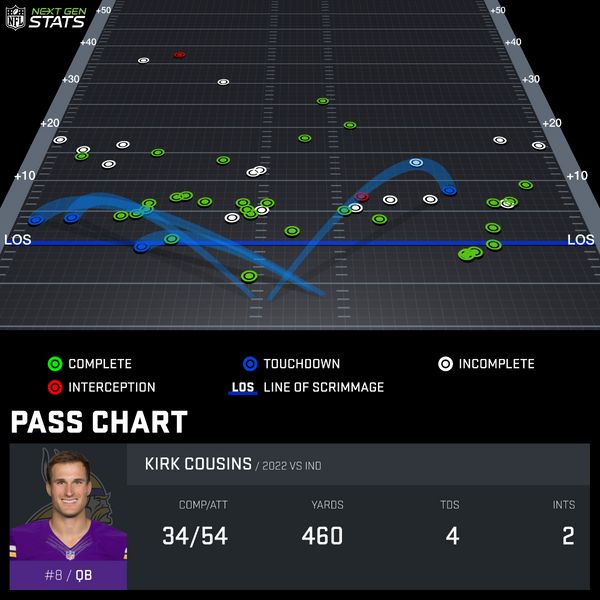 NFL NEXT GEN STATS
+50 +50
+40 +40
+30 +30
+20 +20
+10 +10
LOS LOS
COMPLETE TOUCHDOWN INCOMPLETE
INTERCEPTION LOS LINE OF SCRIMMAGE
PASS CHART
KIRK COUSINS / 2022 VS IND
COMP/ATT YARDS TDS INTS
34/54 460 4 2
#8 / QB